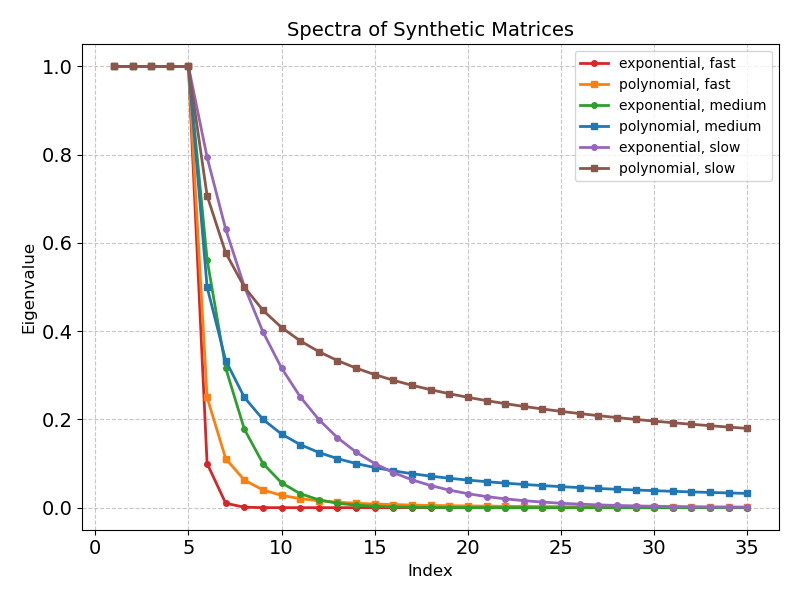 Spectra of Synthetic Matrices
exponential, fast
polynomial, fast
exponential, medium
polynomial, medium
exponential, slow
polynomial, slow
Eigenvalue
1.0
0.8
0.6
0.4
0.2
0.0
0 5 10 15 20 25 30 35
Index